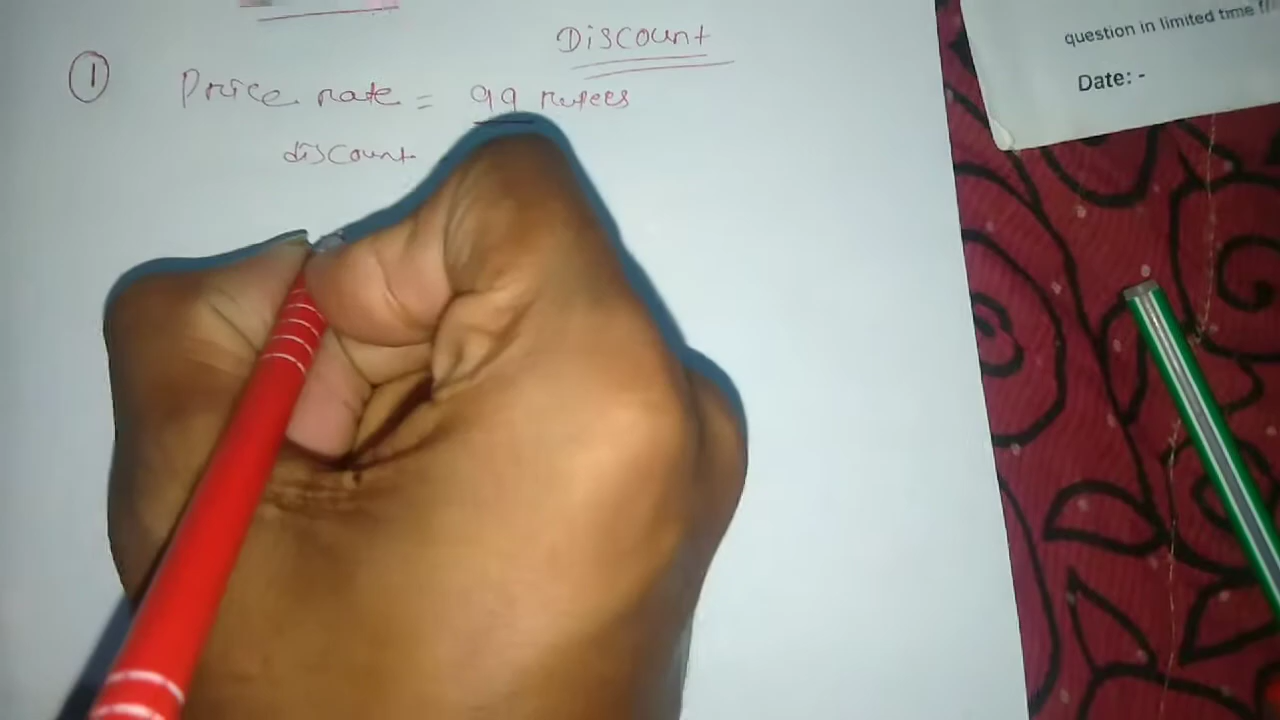 Discount
① Price rate = 99 rupees
discount
question in limited time !!!
Date: -